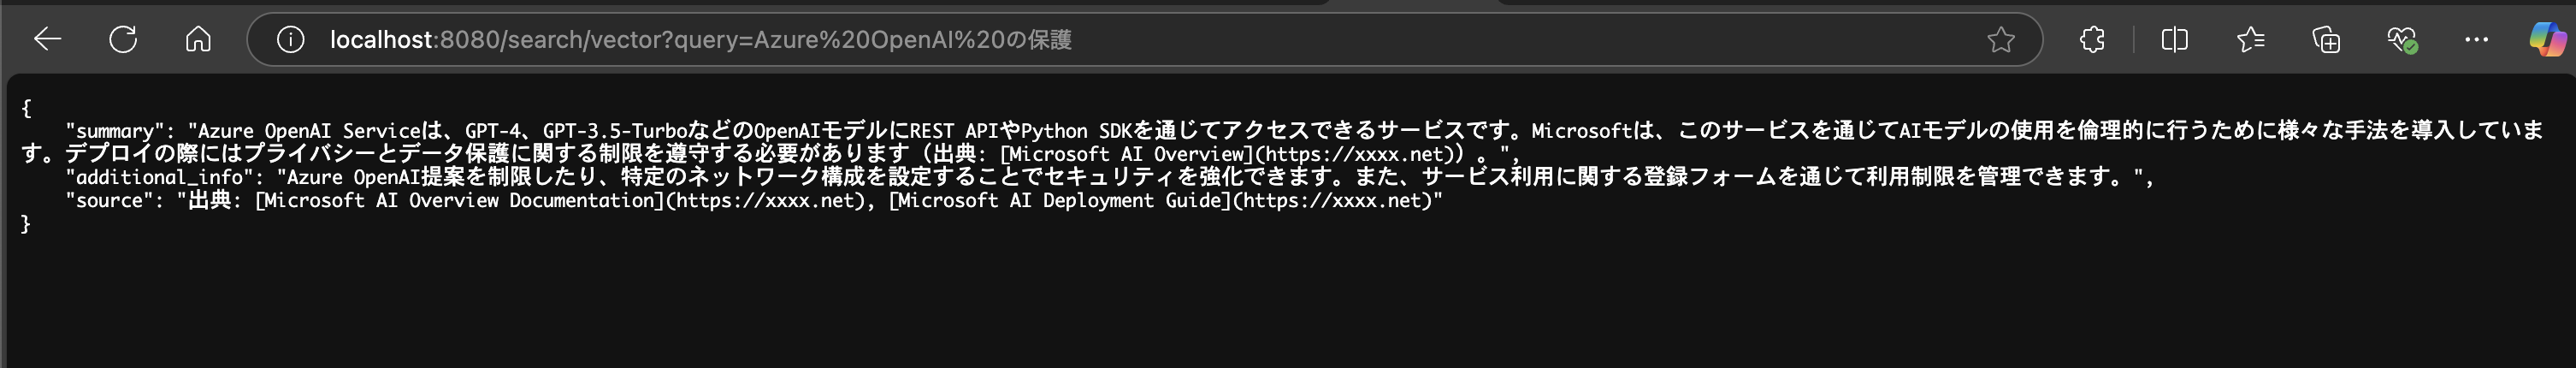 localhost:8080/search/vector?query=Azure%20OpenAI%20の保護
{
"summary": "Azure OpenAI Serviceは、GPT-4、GPT-3.5-TurboなどのOpenAIモデルにREST APIやPython SDKを通じてアクセスできるサービスです。Microsoftは、このサービスを通じてAIモデルの使用を倫理的に行うために様々な手法を導入していま
す。デプロイの際にはプライバシーとデータ保護に関する制限を遵守する必要があります（出典: [Microsoft AI Overview](https://xxxx.net)）。",
"additional_info": "Azure OpenAI提案を制限したり、特定のネットワーク構成を設定することでセキュリティを強化できます。また、サービス利用に関する登録フォームを通じて利用制限を管理できます。",
"source": "出典: [Microsoft AI Overview Documentation](https://xxxx.net), [Microsoft AI Deployment Guide](https://xxxx.net)"
}